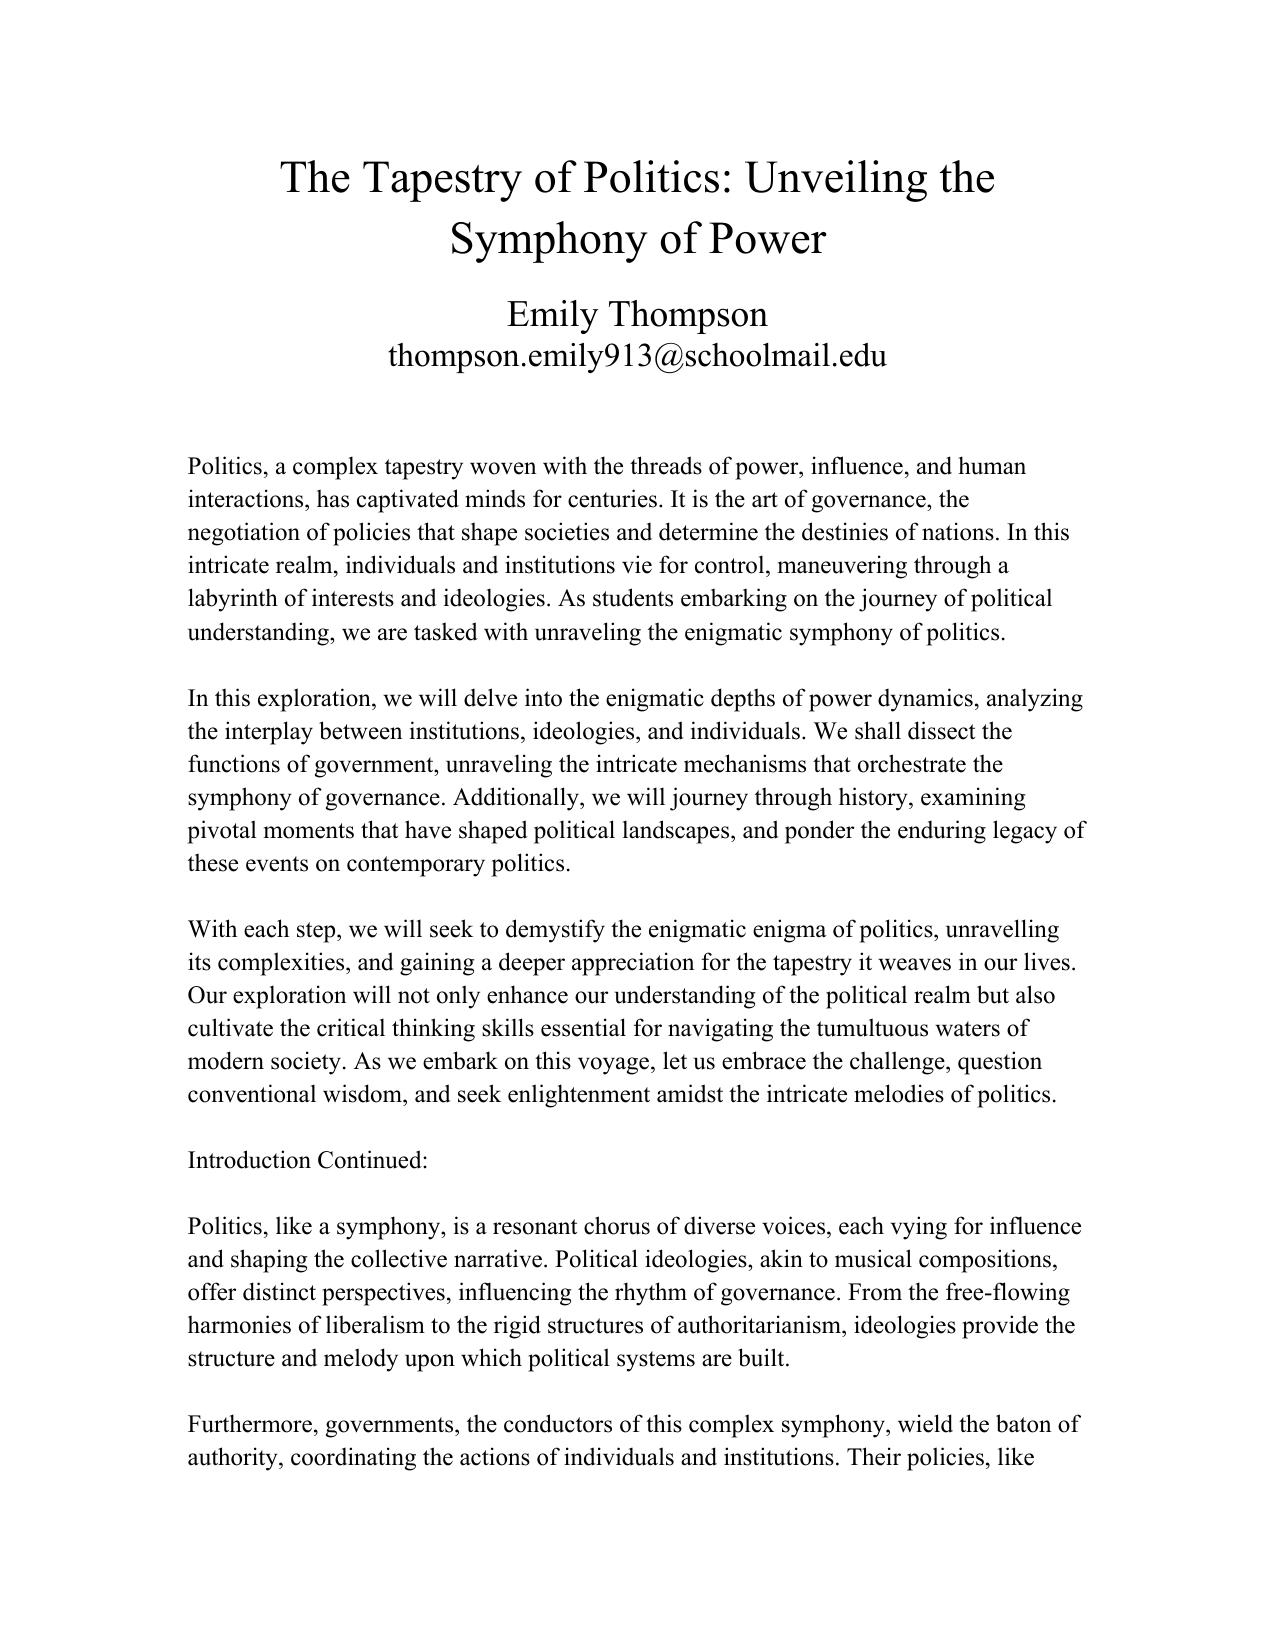 The Tapestry of Politics: Unveiling the
Symphony of Power
Emily Thompson
thompson.emily913@schoolmail.edu
Politics, a complex tapestry woven with the threads of power, influence, and human
interactions, has captivated minds for centuries. It is the art of governance, the
negotiation of policies that shape societies and determine the destinies of nations. In this
intricate realm, individuals and institutions vie for control, maneuvering through a
labyrinth of interests and ideologies. As students embarking on the journey of political
understanding, we are tasked with unraveling the enigmatic symphony of politics.
In this exploration, we will delve into the enigmatic depths of power dynamics, analyzing
the interplay between institutions, ideologies, and individuals. We shall dissect the
functions of government, unraveling the intricate mechanisms that orchestrate the
symphony of governance. Additionally, we will journey through history, examining
pivotal moments that have shaped political landscapes, and ponder the enduring legacy of
these events on contemporary politics.
With each step, we will seek to demystify the enigmatic enigma of politics, unravelling
its complexities, and gaining a deeper appreciation for the tapestry it weaves in our lives.
Our exploration will not only enhance our understanding of the political realm but also
cultivate the critical thinking skills essential for navigating the tumultuous waters of
modern society. As we embark on this voyage, let us embrace the challenge, question
conventional wisdom, and seek enlightenment amidst the intricate melodies of politics.
Introduction Continued:
Politics, like a symphony, is a resonant chorus of diverse voices, each vying for influence
and shaping the collective narrative. Political ideologies, akin to musical compositions,
offer distinct perspectives, influencing the rhythm of governance. From the free-flowing
harmonies of liberalism to the rigid structures of authoritarianism, ideologies provide the
structure and melody upon which political systems are built.
Furthermore, governments, the conductors of this complex symphony, wield the baton of
authority, coordinating the actions of individuals and institutions. Their policies, like